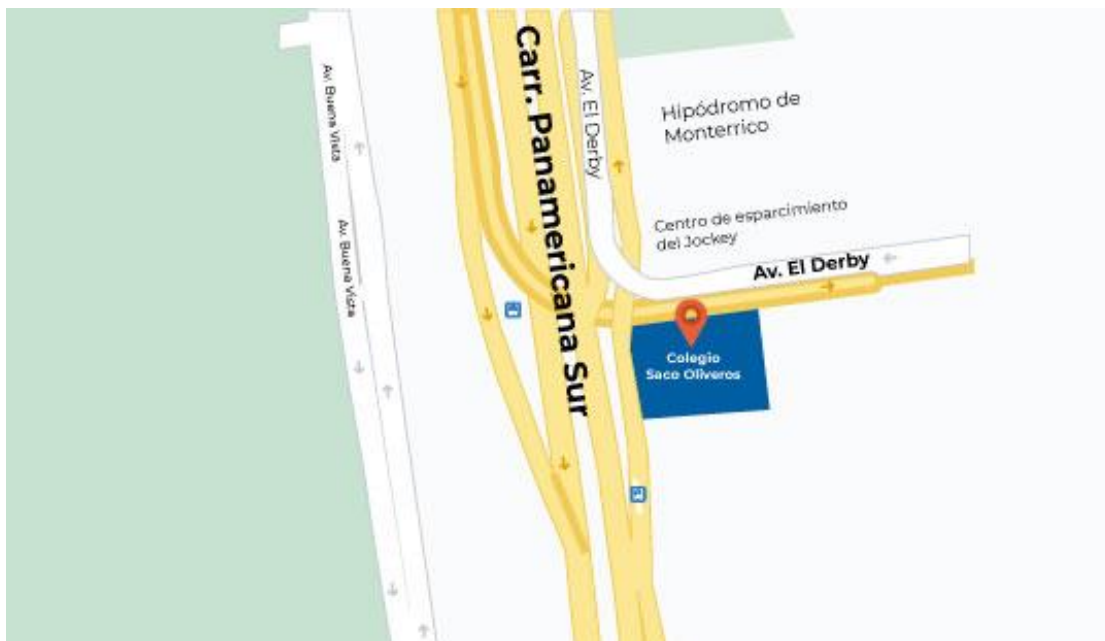 Av. Buena Vista
Av. Buena Vista
Carr. Panamericana Sur
Av. El Derby
Hipódromo de
Monterrico
Centro de esparcimiento
del Jockey
Av. El Derby
Colegio
Saco Oliveros